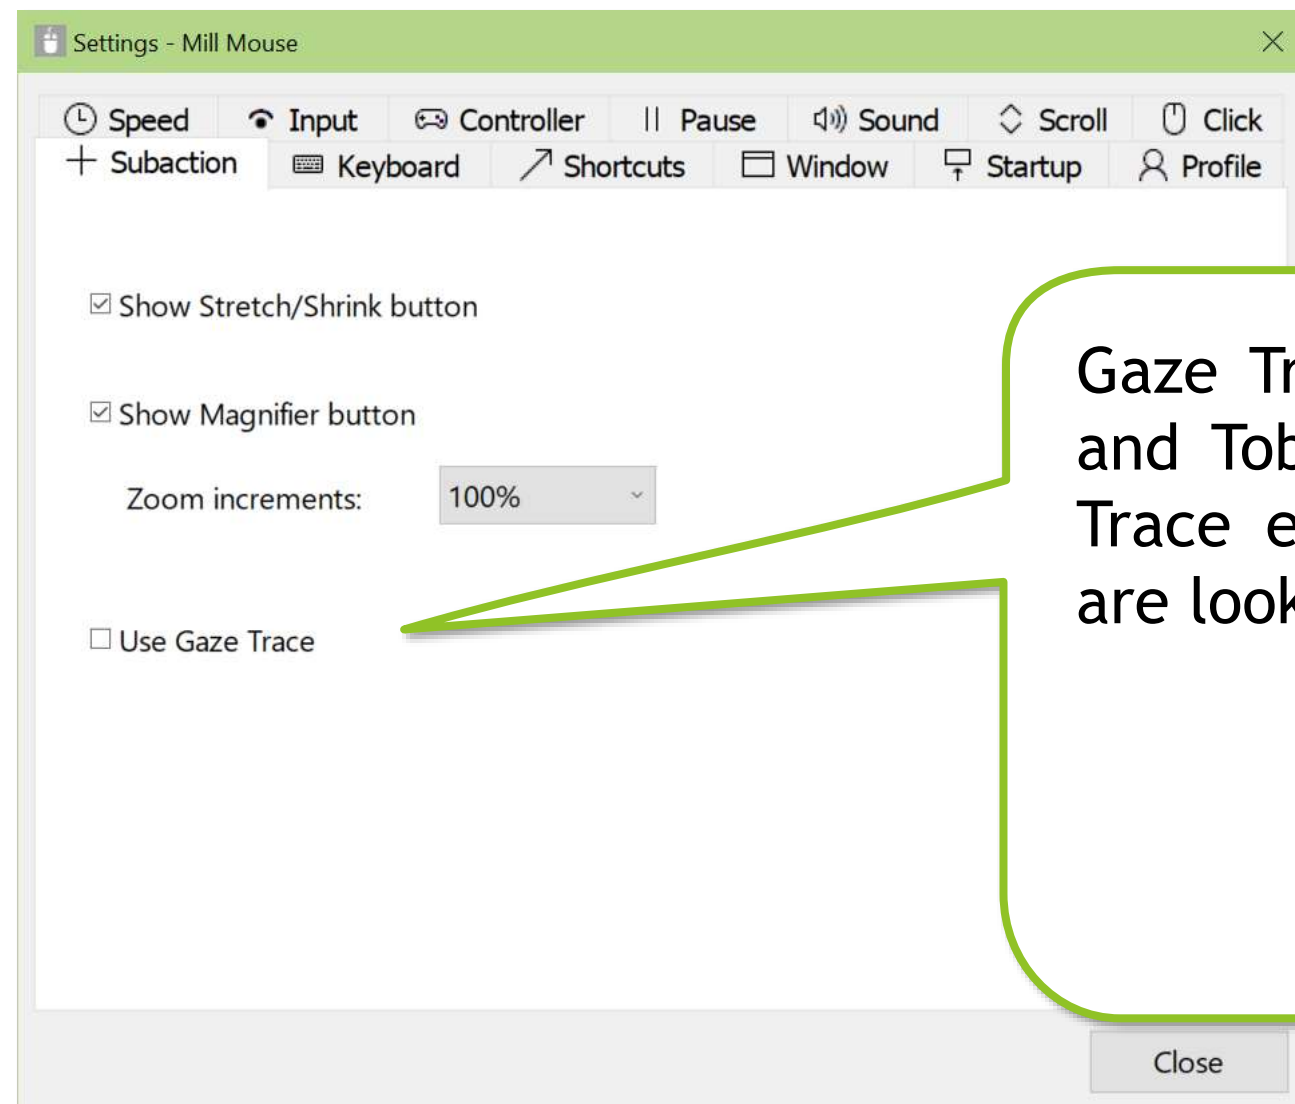 Settings - Mill Mouse
Speed Input Controller Pause Sound Scroll Click
Subaction Keyboard Shortcuts Window Startup Profile
Show Stretch/Shrink button
Show Magnifier button
Zoom increments: 100%
Use Gaze Trace
Gaze
and
Trace
are
Close